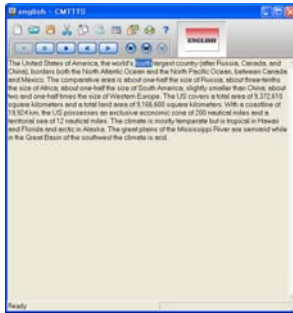 english - CMTTTS
ENGLISH
The United States of America, the world's fourth largest country (after Russia, Canada, and
China), borders both the North Atlantic Ocean and the North Pacific Ocean, between Canada
and Mexico. The comparative area is about one-half the size of Russia; about three-tenths
the size of Africa; about one-half the size of South America; slightly smaller than China; about
two and one-half times the size of Western Europe. The US covers a total area of 9,372,610
square kilometers and a total land area of 9,166,600 square kilometers. With a coastline of
19,924 km, the US possesses an exclusive economic zone of 200 nautical miles and a
territorial sea of 12 nautical miles. The climate is mostly temperate but is tropical in Hawaii
and Florida and arctic in Alaska. The great plains of the Mississippi River are semiarid while
in the Great Basin of the southwest the climate is arid.
Ready